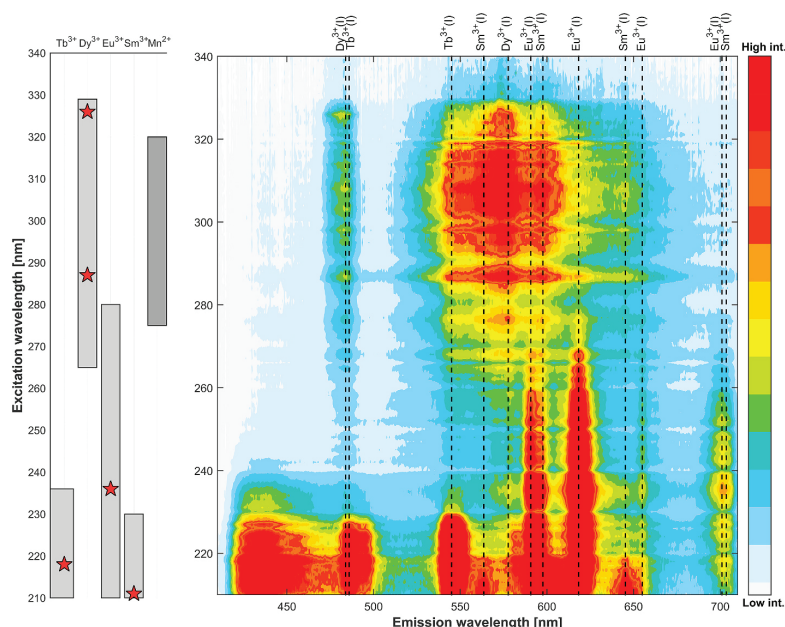 Tb3+ Dy3+ Eu3+ Sm3+ Mn2+
Dy3+(I)
Tb3+(I)
Tb3+(I)
Sm3+(I)
Dy3+(I)
Eu3+(I)
Sm3+(I)
Eu3+(I)
Sm3+(I)
Eu3+(I)
Eu3+(I)
Sm3+(I)
High int.
Low int.
Excitation wavelength [nm]
340
330
320
310
300
290
280
270
260
250
240
230
220
210
340
320
300
280
260
240
220
450 500 550 600 650 700
Emission wavelength [nm]